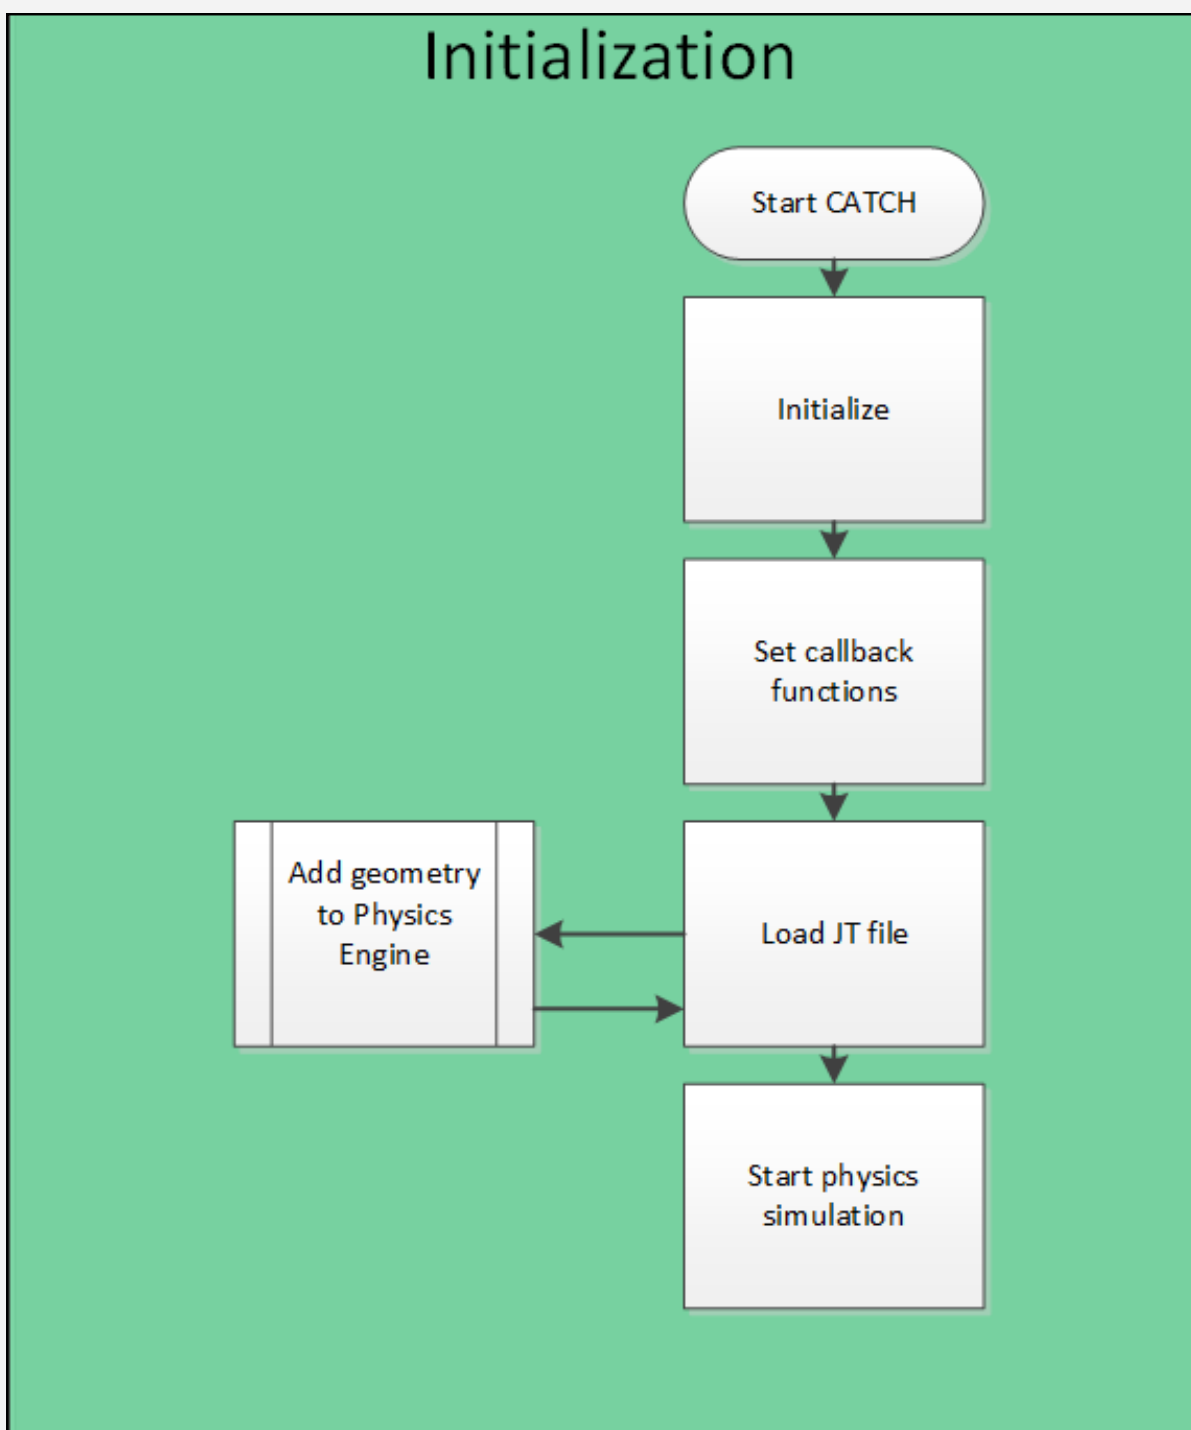 Initialization
Start CATCH
Initialize
Set callback
functions
Add geometry
to Physics
Engine
Load JT file
Start physics
simulation